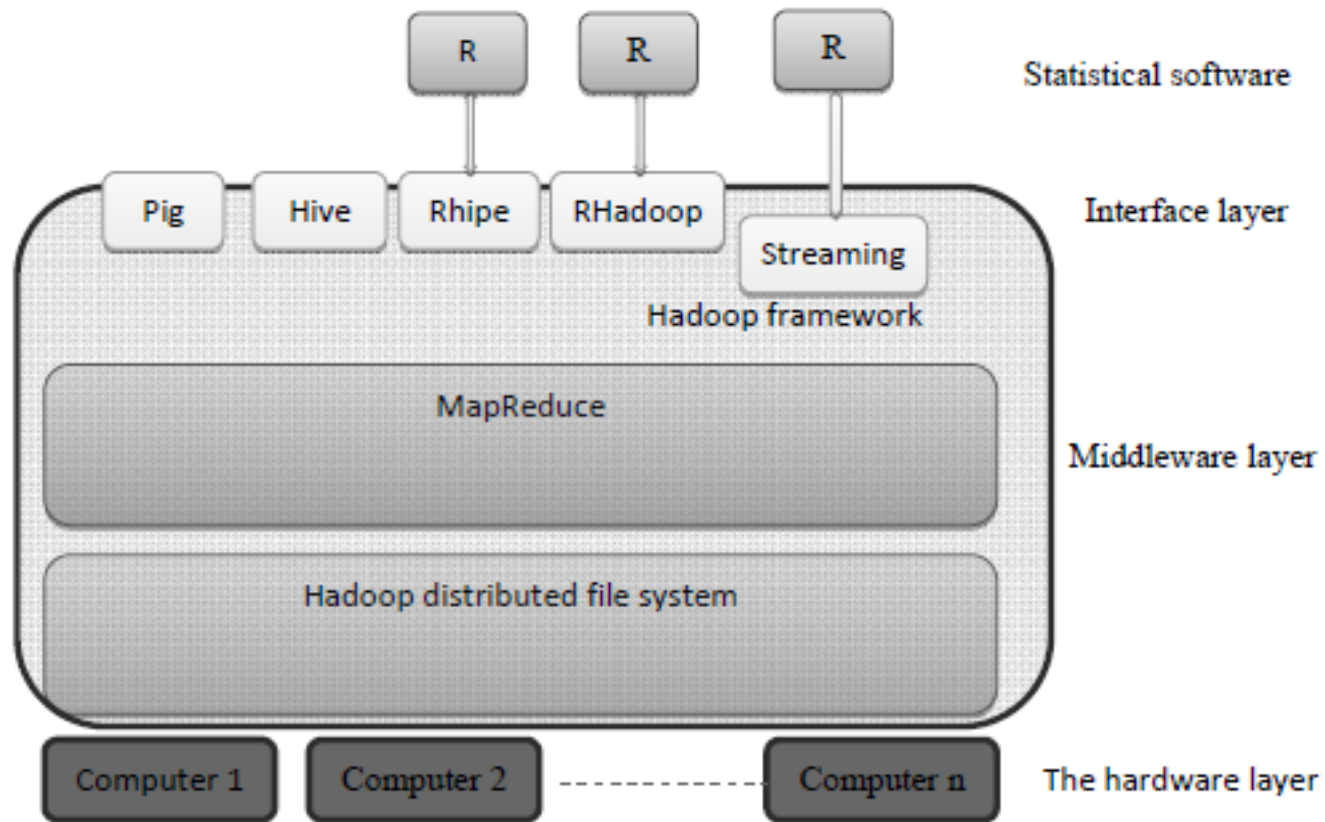 R
R
R
Statistical software
Pig
Hive
Rhipe
RHadoop
Interface layer
Streaming
Hadoop framework
MapReduce
Middleware layer
Hadoop distributed file system
Computer 1
Computer 2
Computer n
The hardware layer